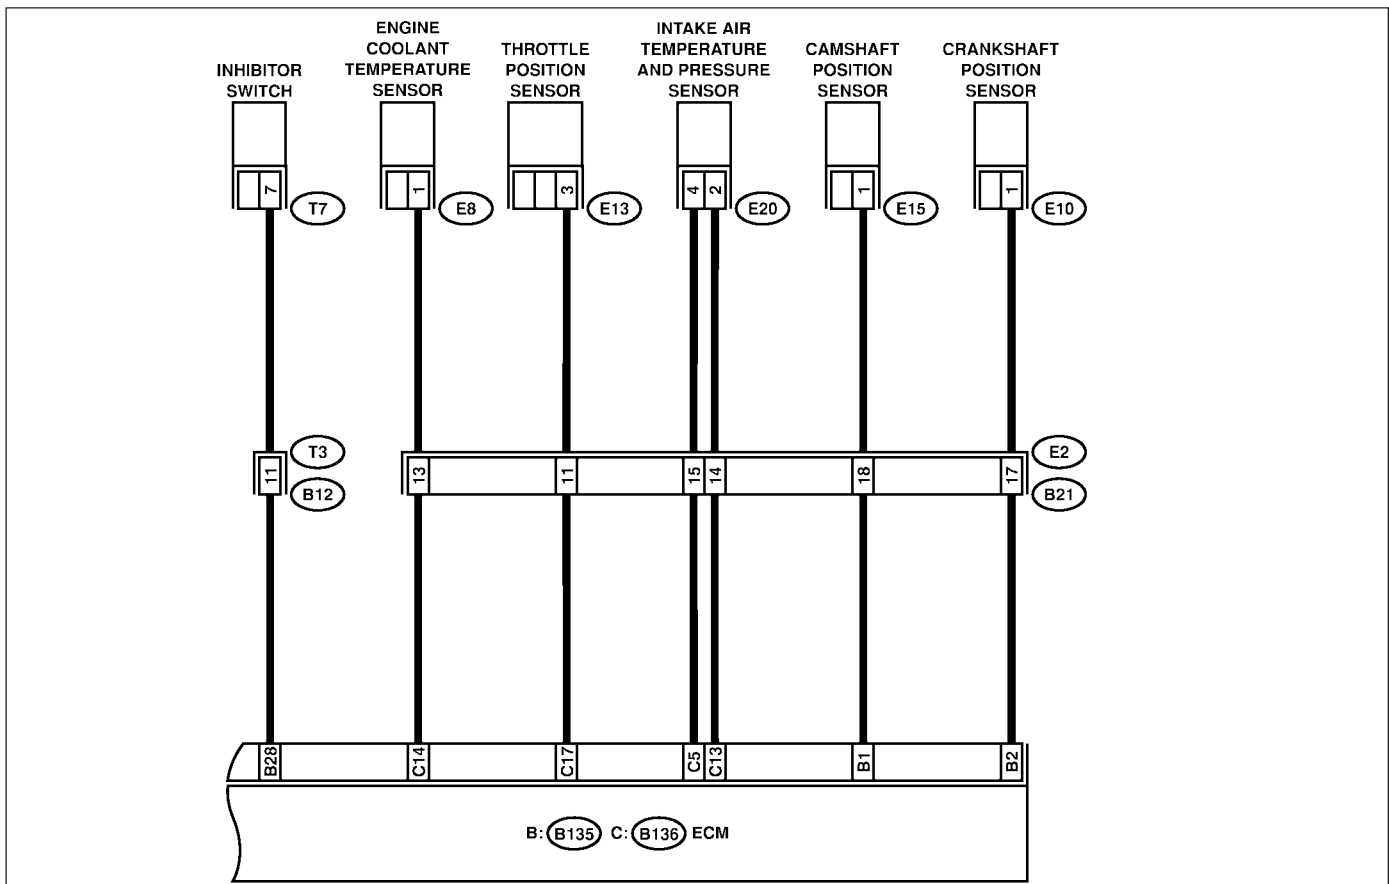 INHIBITOR
SWITCH
ENGINE
COOLANT
TEMPERATURE
SENSOR
THROTTLE
POSITION
SENSOR
INTAKE AIR
TEMPERATURE
AND PRESSURE
SENSOR
CAMSHAFT
POSITION
SENSOR
CRANKSHAFT
POSITION
SENSOR
7
T7
1
E8
3
E13
4
2
E20
1
E15
1
E10
11
T3
B12
13
11
15
14
18
17
E2
B21
B28
C14
C17
C5
C13
B1
B2
B: B135 C: B136 ECM